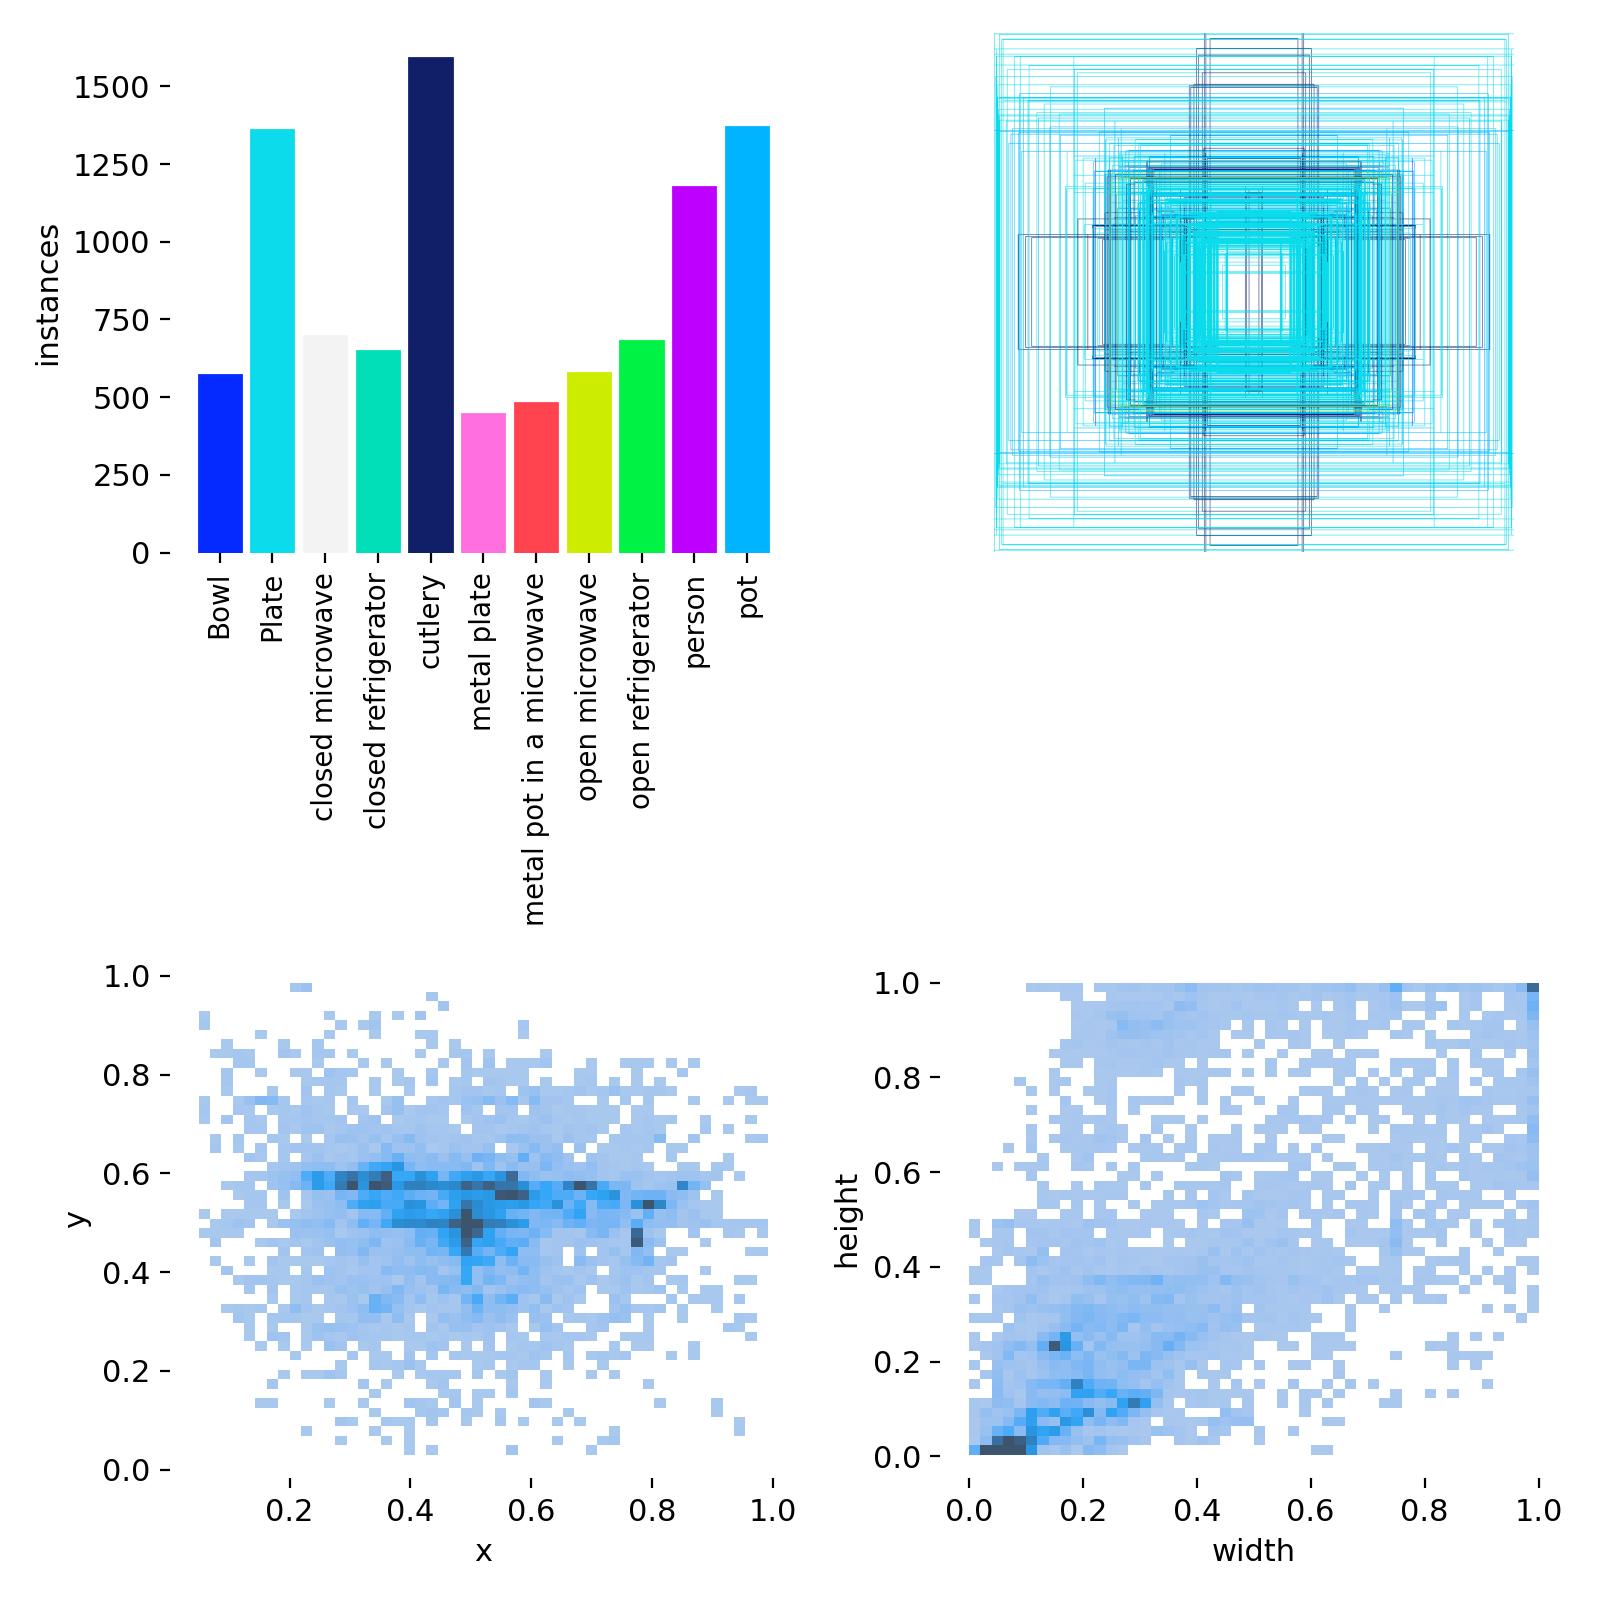 instances
1500
1250
1000
750
500
250
0
Bowl
Plate
closed microwave
closed refrigerator
cutlery
metal plate
metal pot in a microwave
open microwave
open refrigerator
person
pot
y
1.0
0.8
0.6
0.4
0.2
0.0
0.2 0.4 0.6 0.8 1.0
x
height
1.0
0.8
0.6
0.4
0.2
0.0
0.0 0.2 0.4 0.6 0.8 1.0
width